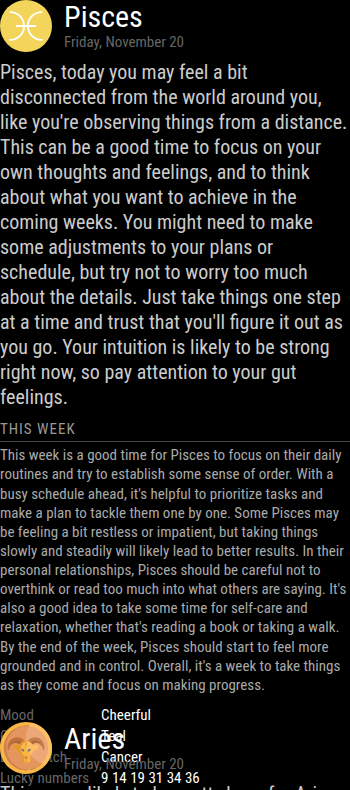 Pisces
Friday, November 20
Pisces, today you may feel a bit
disconnected from the world around you,
like you're observing things from a distance.
This can be a good time to focus on your
own thoughts and feelings, and to think
about what you want to achieve in the
coming weeks. You might need to make
some adjustments to your plans or
schedule, but try not to worry too much
about the details. Just take things one step
at a time and trust that you'll figure it out as
you go. Your intuition is likely to be strong
right now, so pay attention to your gut
feelings.
THIS WEEK
This week is a good time for Pisces to focus on their daily
routines and try to establish some sense of order. With a
busy schedule ahead, it's helpful to prioritize tasks and
make a plan to tackle them one by one. Some Pisces may
be feeling a bit restless or impatient, but taking things
slowly and steadily will likely lead to better results. In their
personal relationships, Pisces should be careful not to
overthink or read too much into what others are saying. It's
also a good idea to take some time for self-care and
relaxation, whether that's reading a book or taking a walk.
By the end of the week, Pisces should start to feel more
grounded and in control. Overall, it's a week to take things
as they come and focus on making progress.
Mood Cheerful
Teal
Aries
Cancer
Friday, November 20
Lucky numbers 9 14 19 31 34 36